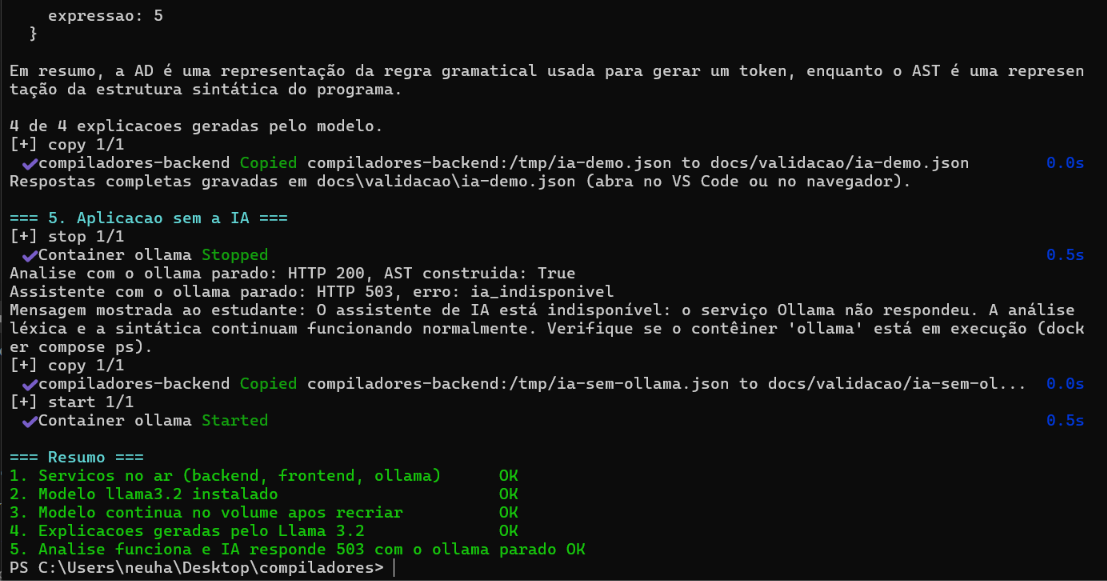 expressao: 5
  }

Em resumo, a AD é uma representação da regra gramatical usada para gerar um token, enquanto o AST é uma represen
tação da estrutura sintática do programa.

4 de 4 explicacoes geradas pelo modelo.
[+] copy 1/1
 ✔compiladores-backend Copied compiladores-backend:/tmp/ia-demo.json to docs/validacao/ia-demo.json        0.0s
Respostas completas gravadas em docs\validacao\ia-demo.json (abra no VS Code ou no navegador).

=== 5. Aplicacao sem a IA ===
[+] stop 1/1
 ✔Container ollama Stopped        0.5s
Analise com o ollama parado: HTTP 200, AST construida: True
Assistente com o ollama parado: HTTP 503, erro: ia_indisponivel
Mensagem mostrada ao estudante: O assistente de IA está indisponível: o serviço Ollama não respondeu. A análise
léxica e a sintática continuam funcionando normalmente. Verifique se o contêiner 'ollama' está em execução (dock
er compose ps).
[+] copy 1/1
 ✔compiladores-backend Copied compiladores-backend:/tmp/ia-sem-ollama.json to docs/validacao/ia-sem-ol...  0.0s
[+] start 1/1
 ✔Container ollama Started        0.5s

=== Resumo ===
1. Servicos no ar (backend, frontend, ollama)      OK
2. Modelo llama3.2 instalado                       OK
3. Modelo continua no volume apos recriar          OK
4. Explicacoes geradas pelo Llama 3.2              OK
5. Analise funciona e IA responde 503 com o ollama parado OK
PS C:\Users\neuha\Desktop\compiladores>